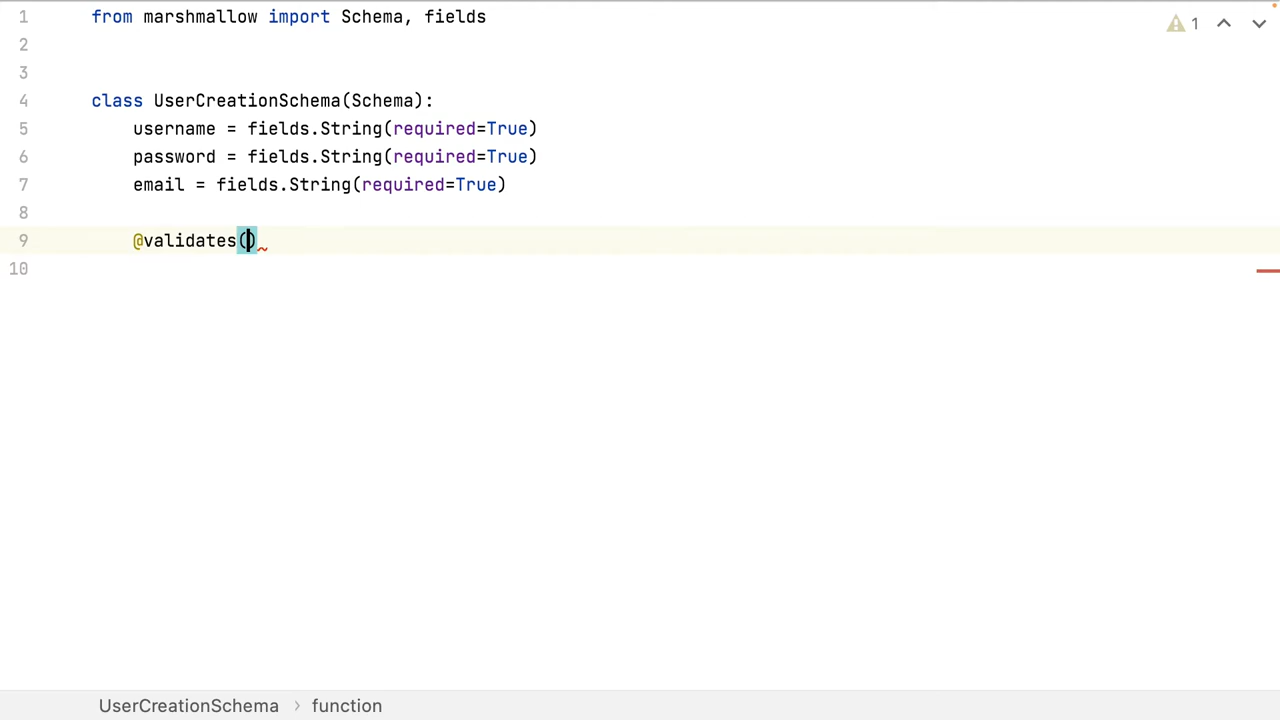 1 from marshmallow import Schema, fields
2
3
4 class UserCreationSchema(Schema):
5 username = fields.String(required=True)
6 password = fields.String(required=True)
7 email = fields.String(required=True)
8
9 @validates()
10
1
UserCreationSchema > function